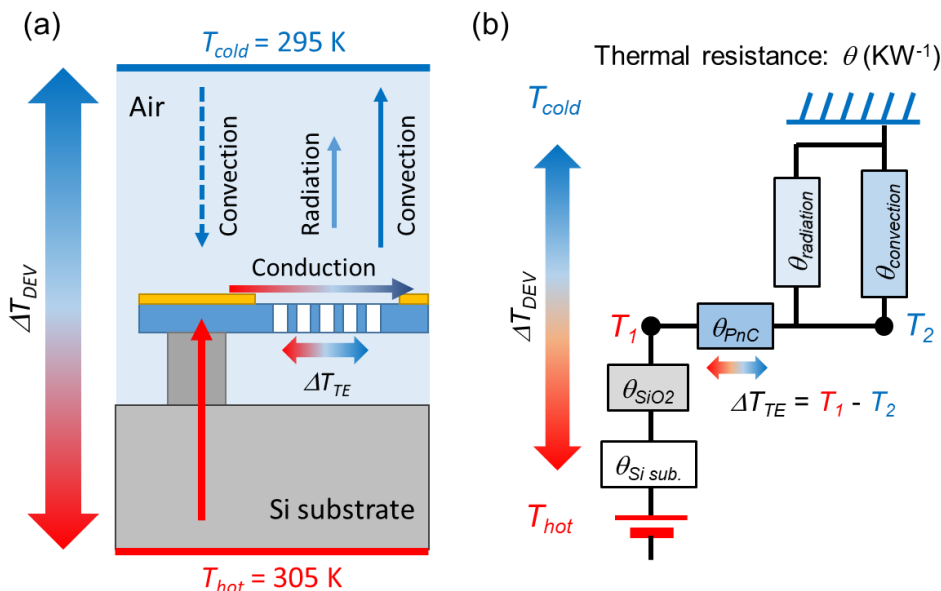 (a)
T_cold = 295 K
Air
Convection
Radiation
Convection
Conduction
ΔT_DEV
ΔT_TE
Si substrate
T_hot = 305 K
(b)
Thermal resistance: θ (KW⁻¹)
T_cold
θ_radiation
θ_convection
ΔT_DEV
T_1
θ_PnC
T_2
θ_SiO2
ΔT_TE = T_1 - T_2
θ_Si sub.
T_hot